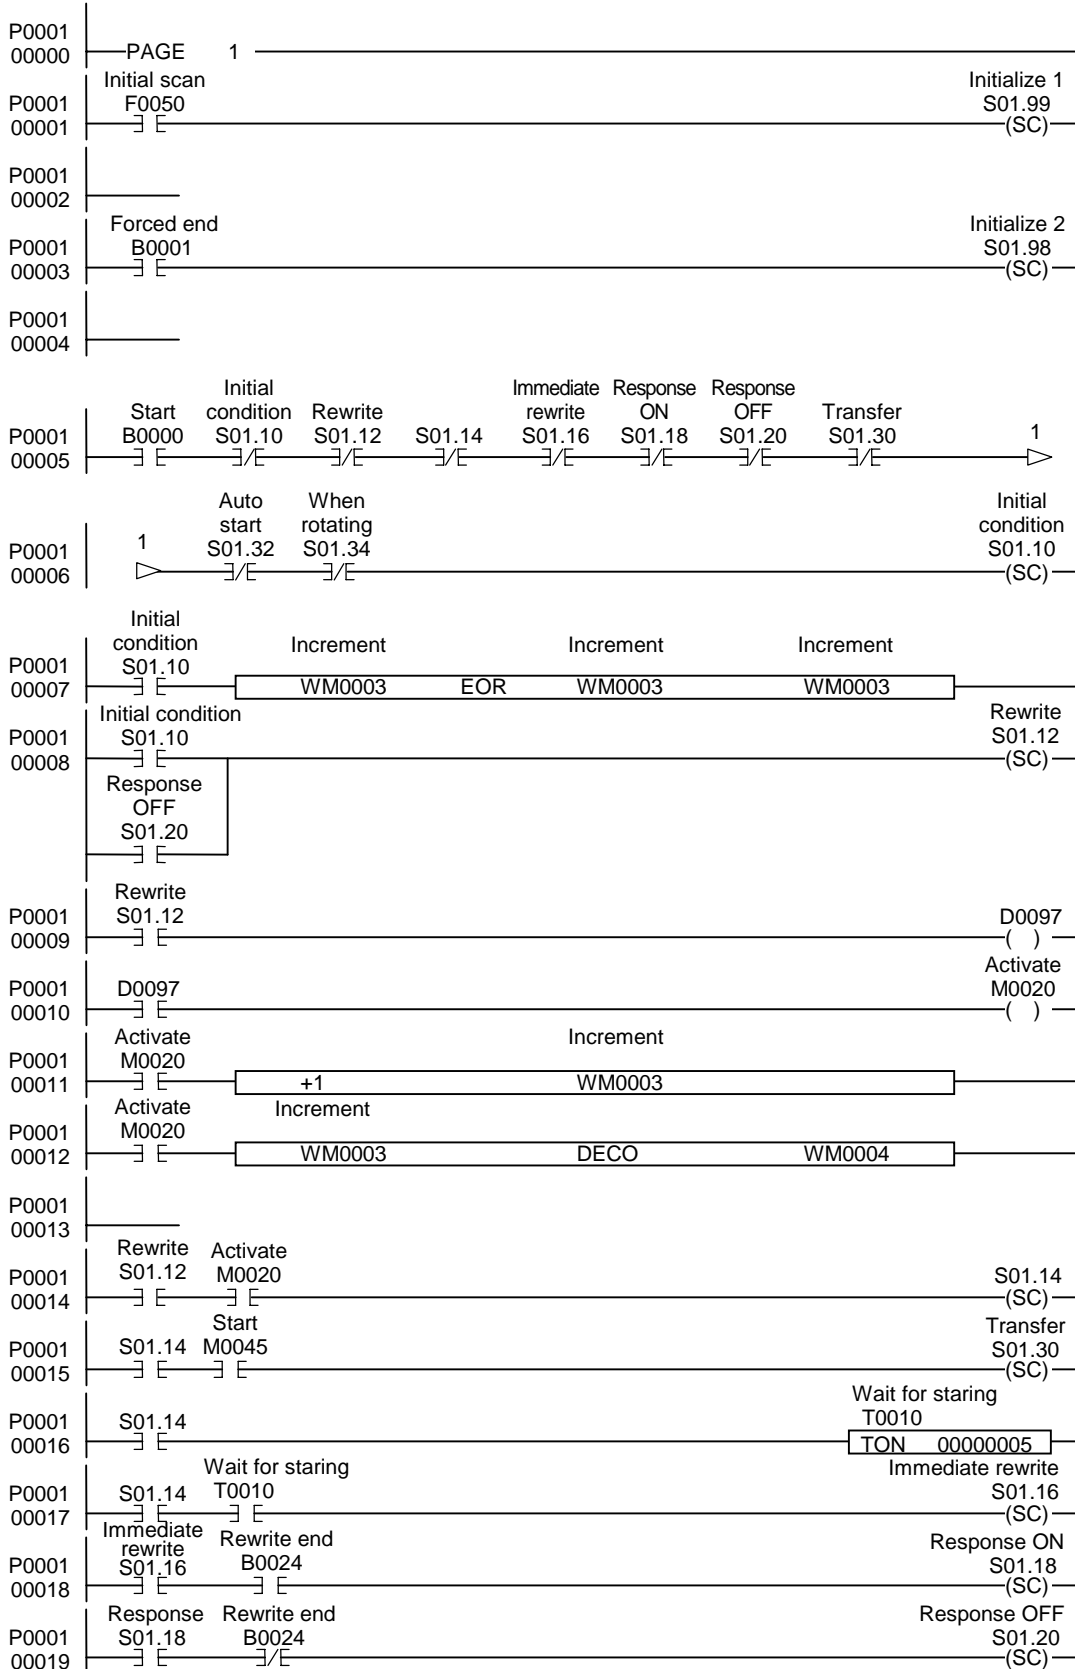 P0001
00000 PAGE 1
Initial scan Initialize 1
P0001 F0050 S01.99
00001 (SC)
P0001
00002
Forced end Initialize 2
P0001 B0001 S01.98
00003 (SC)
P0001
00004
Initial Immediate Response Response
Start condition Rewrite rewrite ON OFF Transfer
P0001 B0000 S01.10 S01.12 S01.14 S01.16 S01.18 S01.20 S01.30 1
00005
Auto When Initial
start rotating condition
P0001 1 S01.32 S01.34 S01.10
00006 (SC)
Initial
condition Increment Increment Increment
P0001 S01.10
00007 WM0003 EOR WM0003 WM0003
Initial condition Rewrite
P0001 S01.10 S01.12
00008 (SC)
Response
OFF
S01.20
Rewrite
P0001 S01.12 D0097
00009 ( )
Activate
P0001 D0097 M0020
00010 ( )
Activate Increment
P0001 M0020
00011 +1 WM0003
Activate Increment
P0001 M0020
00012 WM0003 DECO WM0004
P0001
00013
Rewrite Activate
P0001 S01.12 M0020 S01.14
00014 (SC)
Start Transfer
P0001 S01.14 M0045 S01.30
00015 (SC)
Wait for staring
P0001 S01.14 T0010
00016 TON 00000005
Wait for staring Immediate rewrite
P0001 S01.14 T0010 S01.16
00017 (SC)
Immediate
rewrite Rewrite end Response ON
P0001 S01.16 B0024 S01.18
00018 (SC)
Response Rewrite end Response OFF
P0001 S01.18 B0024 S01.20
00019 (SC)